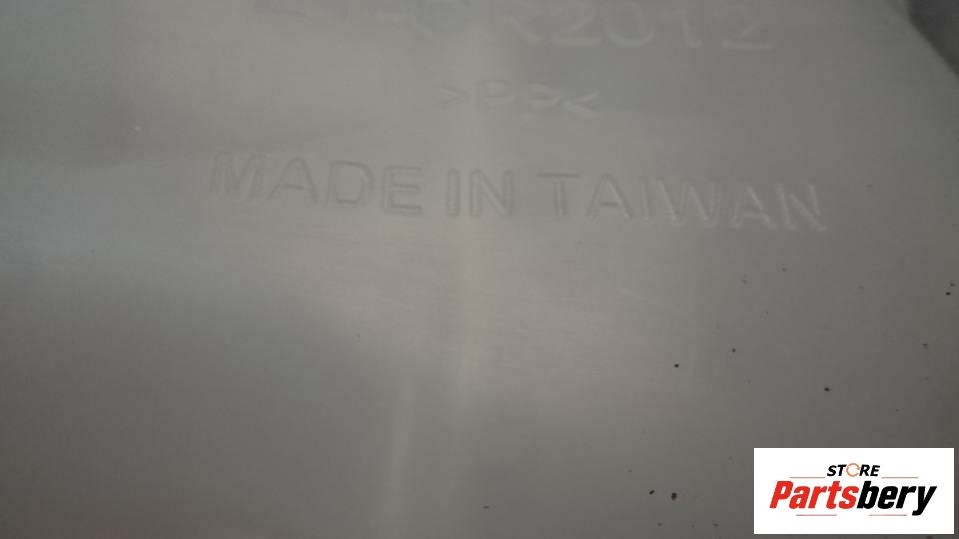 >PP<
MADE IN TAIWAN
STORE
Partsbery